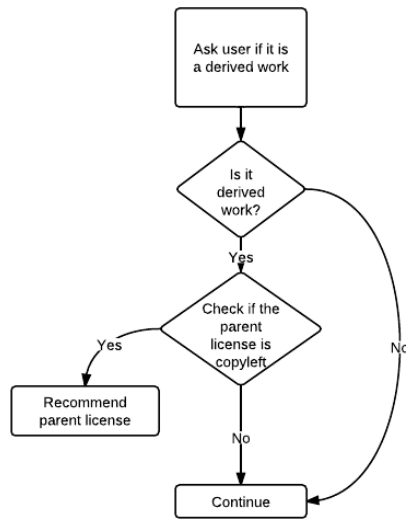 Ask user if it is
a derived work
Is it
derived
work?
Yes
Check if the
parent
license is
copyleft
Yes
No
Recommend
parent license
No
Continue